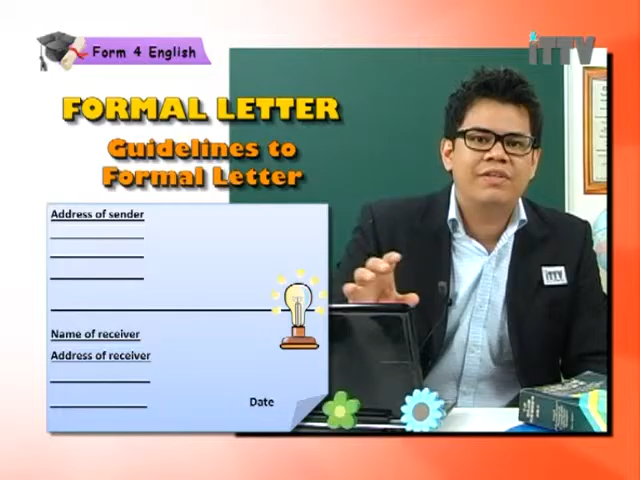 Form 4 English
iTTV
FORMAL LETTER
Guidelines to
Formal Letter
Address of sender
Name of receiver
Address of receiver
Date
iTTV